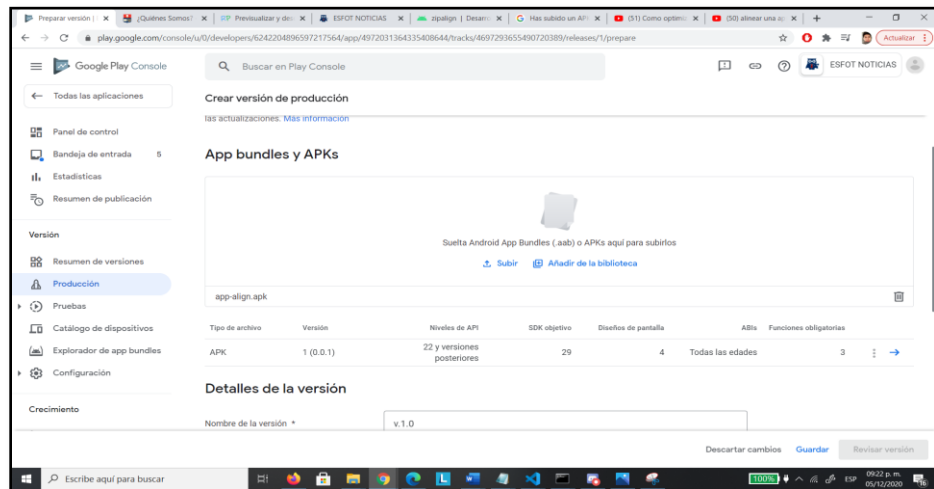 Preparar versión |
¿Quiénes Somos?
Previsualizar y de
ESFOT NOTICIAS
zipalign | Desarr
Has subido un AP
(51) Como optimi
(50) alinear una ap
play.google.com/console/u/0/developers/6242204896597217564/app/4972031364335408644/tracks/4697293655490720389/releases/1/prepare
Actualizar
Google Play Console
Buscar en Play Console
ESFOT NOTICIAS
Todas las aplicaciones
Crear versión de producción
las actualizaciones. Más información
Panel de control
Bandeja de entrada 5
Estadísticas
Resumen de publicación
Versión
Resumen de versiones
Producción
Pruebas
Catálogo de dispositivos
Explorador de app bundles
Configuración
Crecimiento
App bundles y APKs
Suelta Android App Bundles (.aab) o APKs aquí para subirlos
Subir Añadir de la biblioteca
app-align.apk
Tipo de archivo Versión Niveles de API SDK objetivo Diseños de pantalla ABIs Funciones obligatorias
APK 1 (0.0.1) 22 y versiones posteriores 29 4 Todas las edades 3
Detalles de la versión
Nombre de la versión * v.1.0
Descartar cambios Guardar Revisar versión
Escribe aquí para buscar
100%
ESP
09:22 p. m.
05/12/2020